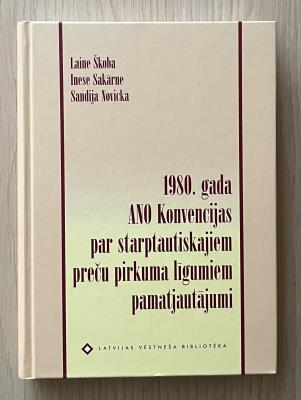 Laine Škoba
Inese Sakārne
Sandija Novicka
1980. gada
ANO Konvencijas
par starptautiskajiem
preču pirkuma līgumiem
pamatjautājumi
LATVIJAS VĒSTNEŠA BIBLIOTĒKA